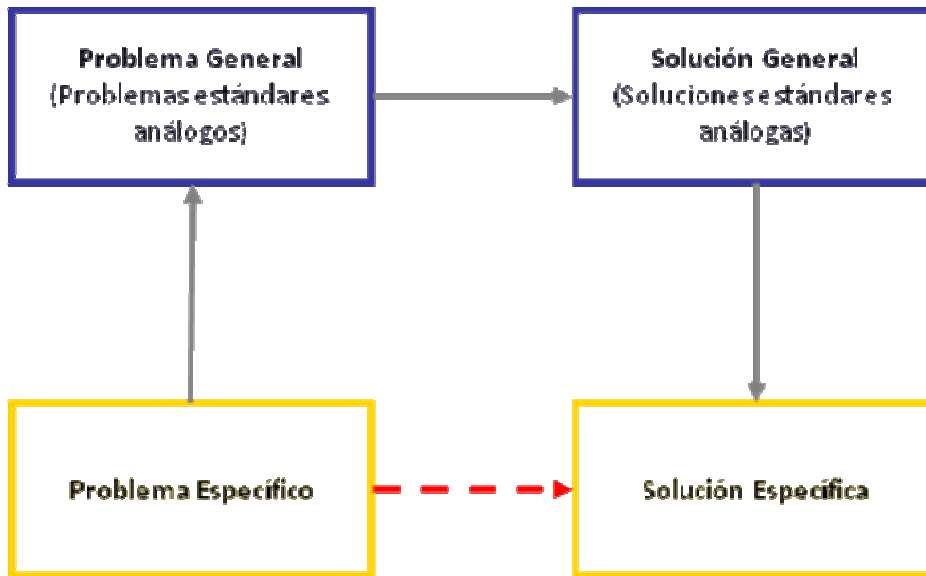 Problema General
(Problemas estándares
análogos)
Solución General
(Soluciones estándares
análogas)
Problema Específico
Solución Específica